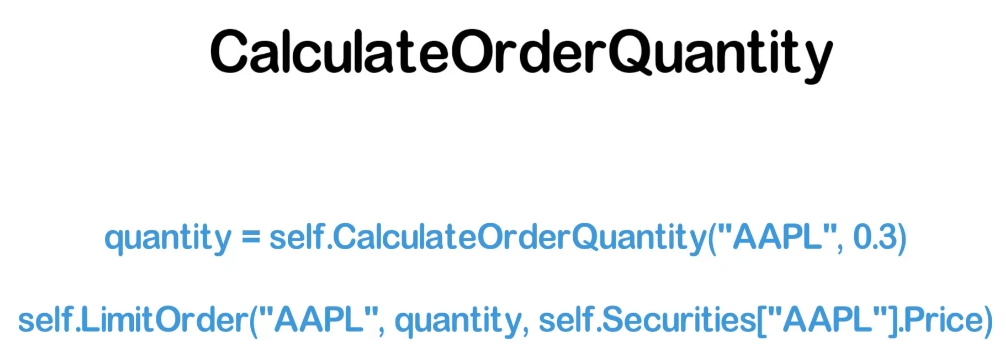 CalculateOrderQuantity
quantity = self.CalculateOrderQuantity("AAPL", 0.3)
self.LimitOrder("AAPL", quantity, self.Securities["AAPL"].Price)